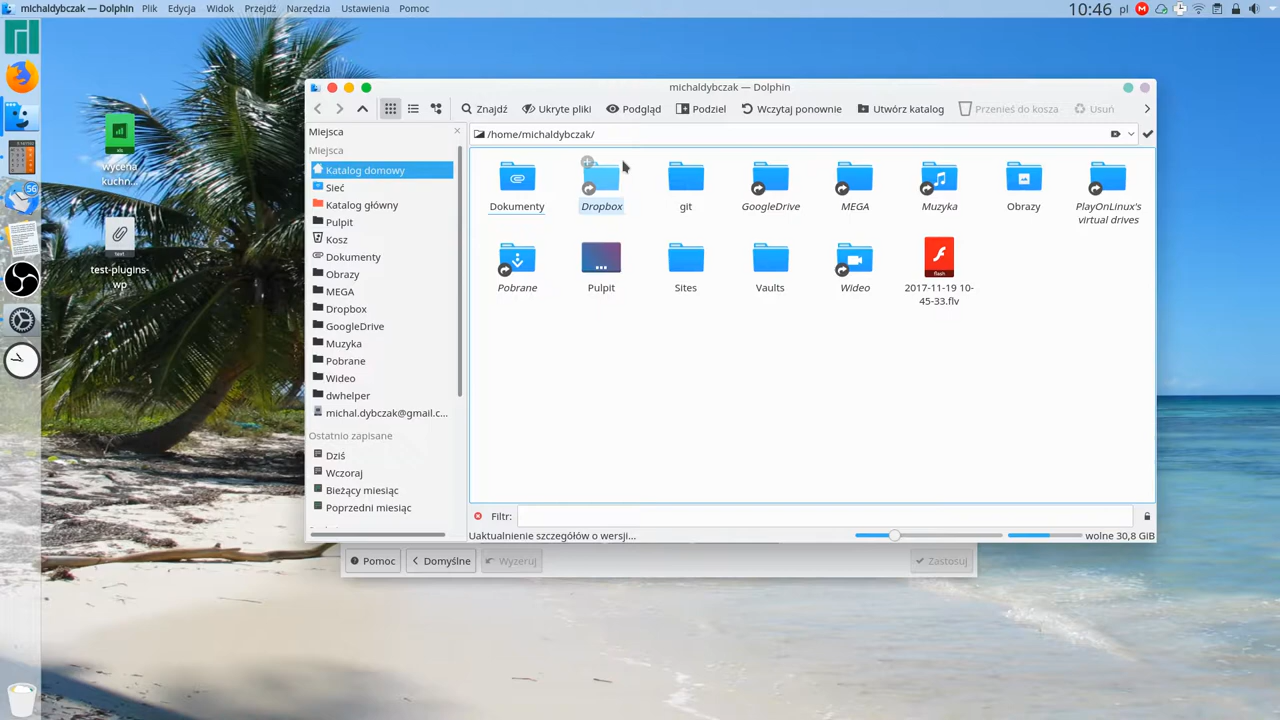 michaldybczak — Dolphin Plik Edycja Widok Przejdź Narzędzia Ustawienia Pomoc
10:46 pl
michaldybczak — Dolphin
Znajdź Ukryte pliki Podgląd Podziel Wczytaj ponownie Utwórz katalog Przenieś do kosza Usuń
Miejsca
/home/michaldybczak/
Miejsca
Katalog domowy
Sieć
Katalog główny
Pulpit
Kosz
Dokumenty
Obrazy
MEGA
Dropbox
GoogleDrive
Muzyka
Pobrane
Wideo
dwhelper
michal.dybczak@gmail.c...
Ostatnio zapisane
Dziś
Wczoraj
Bieżący miesiąc
Poprzedni miesiąc
Dokumenty
Dropbox
git
GoogleDrive
MEGA
Muzyka
Obrazy
PlayOnLinux's
virtual drives
Pobrane
Pulpit
Sites
Vaults
Wideo
flash
2017-11-19 10-
45-33.flv
Filtr:
Uaktualnienie szczegółów o wersji...
wolne 30,8 GiB
Pomoc Domyślne Wyzeruj Zastosuj
xls
wycena
kuchn...
text
test-plugins-
wp
56